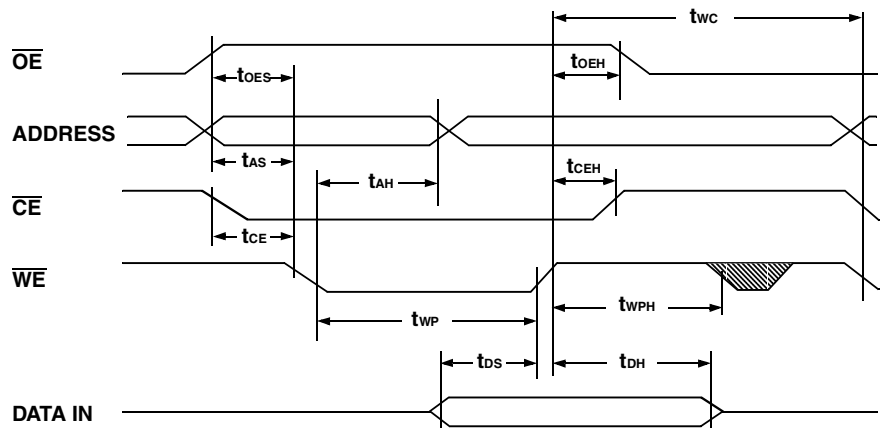 tWC
OE
tOEH
tOES
ADDRESS
tAS
tAH
tCEH
CE
tCE
WE
tWP
tWPH
tDS
tDH
DATA IN